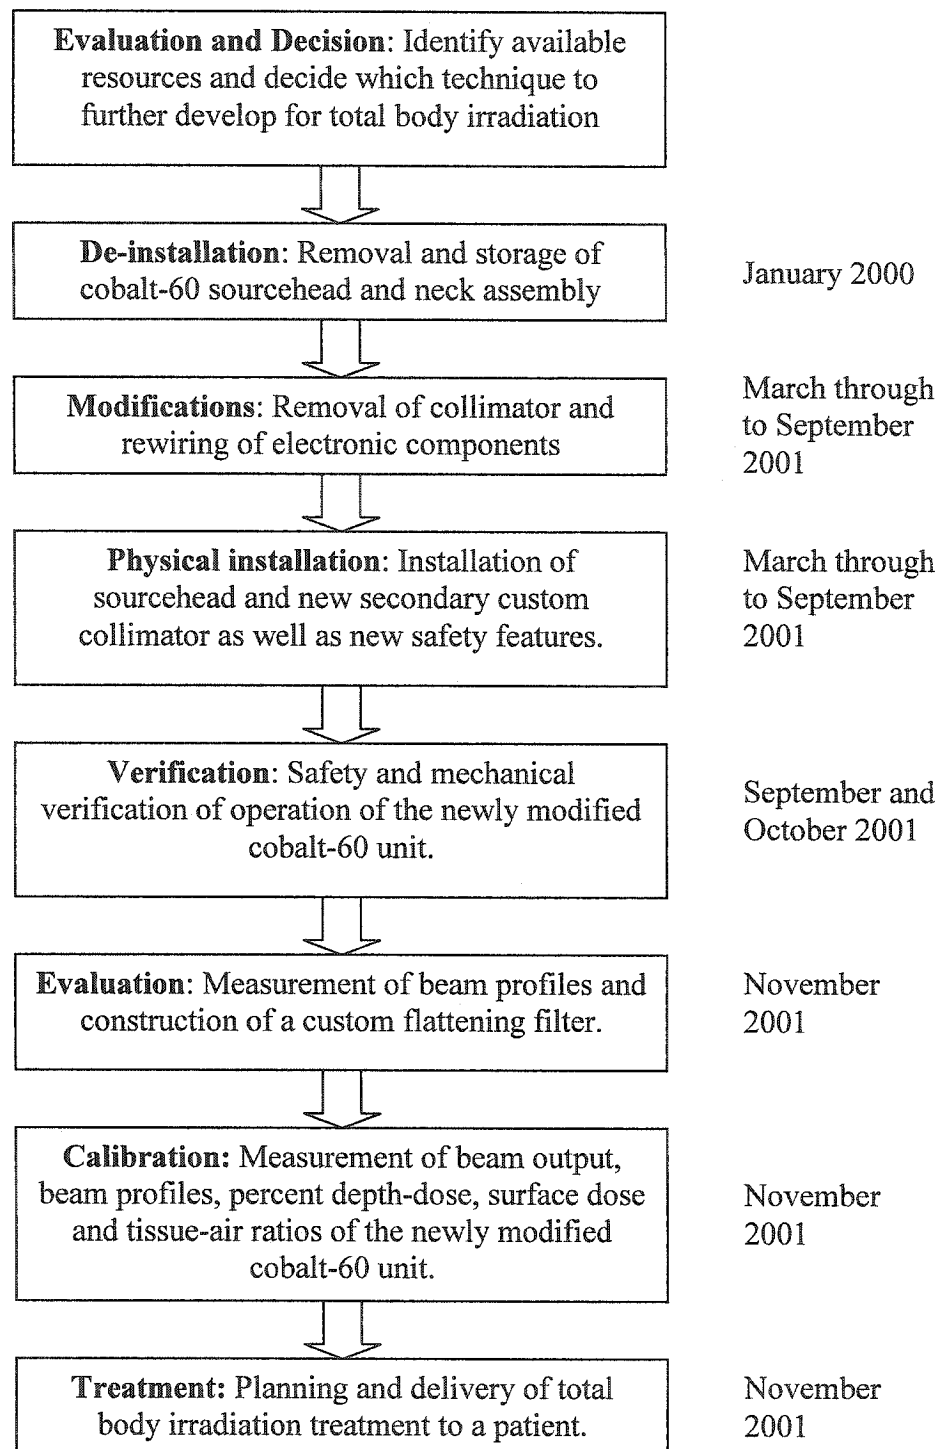 Evaluation and Decision: Identify available
resources and decide which technique to
further develop for total body irradiation
De-installation: Removal and storage of
cobalt-60 sourcehead and neck assembly
January 2000
Modifications: Removal of collimator and
rewiring of electronic components
March through
to September
2001
Physical installation: Installation of
sourcehead and new secondary custom
collimator as well as new safety features.
March through
to September
2001
Verification: Safety and mechanical
verification of operation of the newly modified
cobalt-60 unit.
September and
October 2001
Evaluation: Measurement of beam profiles and
construction of a custom flattening filter.
November
2001
Calibration: Measurement of beam output,
beam profiles, percent depth-dose, surface dose
and tissue-air ratios of the newly modified
cobalt-60 unit.
November
2001
Treatment: Planning and delivery of total
body irradiation treatment to a patient.
November
2001